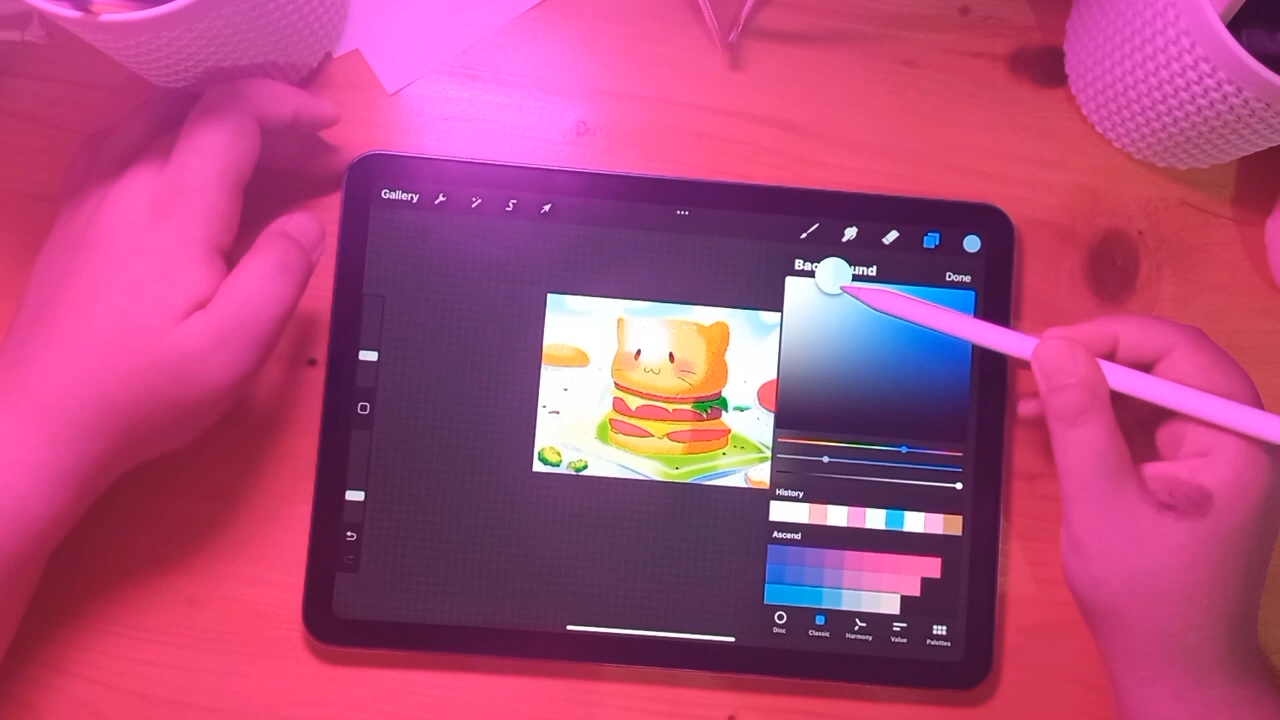 Gallery
Background
Done
History
Ascend
Disc
Classic
Harmony
Value
Palettes